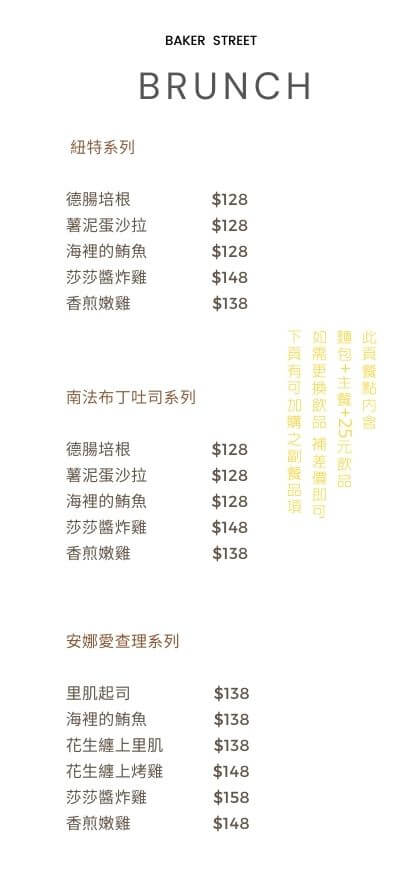 BAKER STREET
BRUNCH
紐特系列
德腸培根 $128
薯泥蛋沙拉 $128
海裡的鮪魚 $128
莎莎醬炸雞 $148
香煎嫩雞 $138
此頁餐點內含
麵包+主餐+25元飲品
如需更換飲品 補差價即可
下頁有可加購之副餐品項
南法布丁吐司系列
德腸培根 $128
薯泥蛋沙拉 $128
海裡的鮪魚 $128
莎莎醬炸雞 $148
香煎嫩雞 $138
安娜愛查理系列
里肌起司 $138
海裡的鮪魚 $138
花生纏上里肌 $138
花生纏上烤雞 $148
莎莎醬炸雞 $158
香煎嫩雞 $148